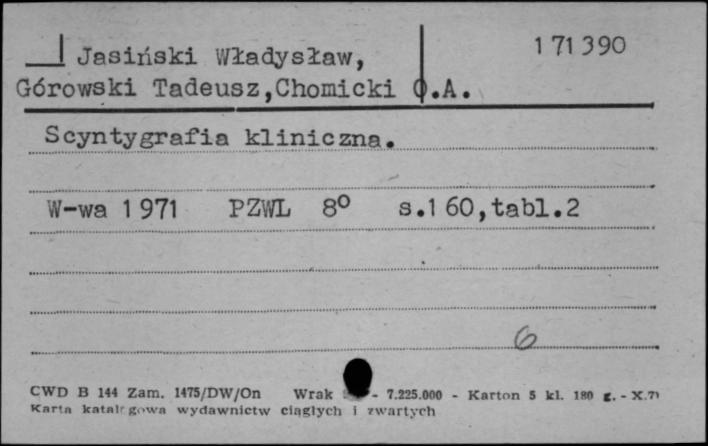 171390
Jasiński Władysław,
Górowski Tadeusz,Chomicki O.A.
Scyntygrafia kliniczna.
W-wa 1971 PZWL 8° s.160,tabl.2
6
CWD B 144 Zam. 1475/DW/On Wrak - 7.225.000 - Karton 5 kl. 180 g. - X.71
Karta katalogowa wydawnictw ciągłych i zwartych